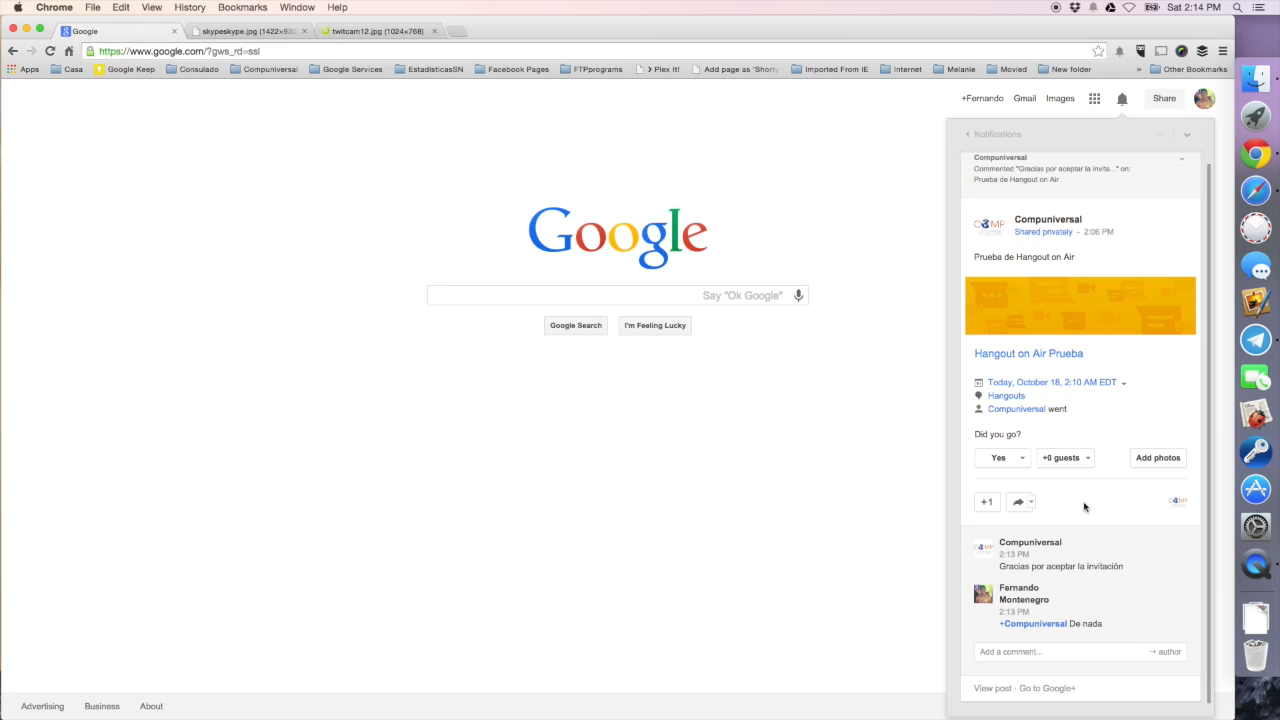 Chrome File Edit View History Bookmarks Window Help Sat 2:14 PM
Google skypeskype.jpg (1422×930 twitcam12.jpg (1024×768)
https://www.google.com/?gws_rd=ssl
Apps Casa Google Keep Consulado Compuniversal Google Services EstadisticasSN Facebook Pages FTPprograms > Plex It! Add page as "Shorty Imported From IE Internet Melanie Movied New folder » Other Bookmarks
+Fernando Gmail Images Share
Notifications
Compuniversal
Commented "Gracias por aceptar la invita..." on:
Prueba de Hangout on Air
COMP Compuniversal
Shared privately - 2:06 PM
Prueba de Hangout on Air
Google
Say "Ok Google"
Google Search I'm Feeling Lucky
Hangout on Air Prueba
Today, October 18, 2:10 AM EDT
Hangouts
Compuniversal went
Did you go?
Yes +0 guests Add photos
+1 COMP
COMP Compuniversal
2:13 PM
Gracias por aceptar la invitación
Fernando
Montenegro
2:13 PM
+Compuniversal De nada
Add a comment... → author
View post · Go to Google+
Advertising Business About